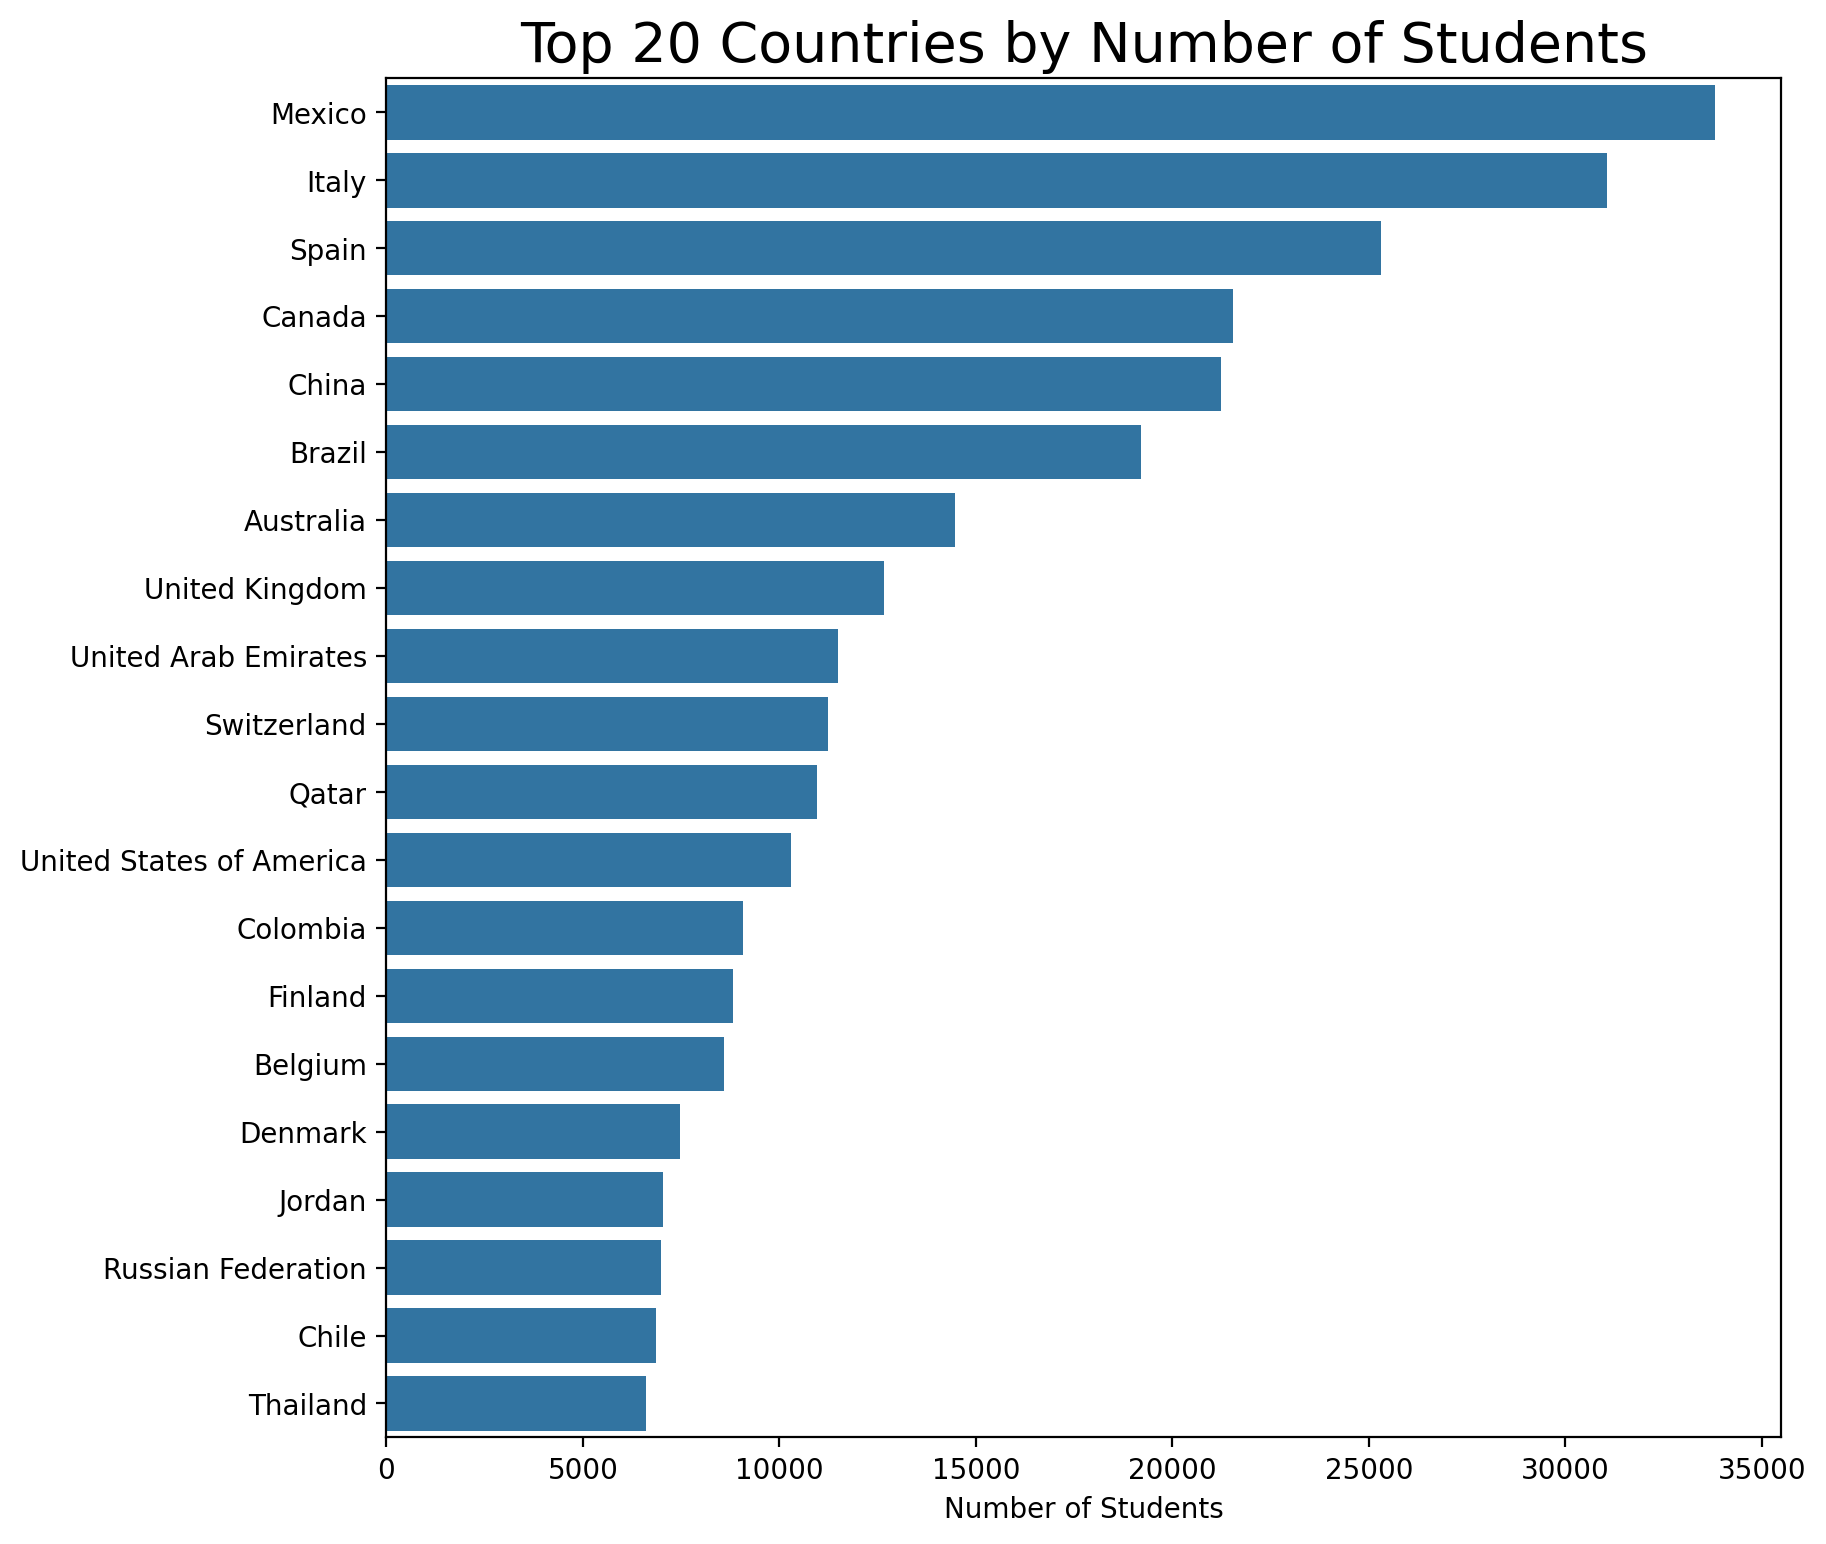 Top 20 Countries by Number of Students
Mexico
Italy
Spain
Canada
China
Brazil
Australia
United Kingdom
United Arab Emirates
Switzerland
Qatar
United States of America
Colombia
Finland
Belgium
Denmark
Jordan
Russian Federation
Chile
Thailand
0 5000 10000 15000 20000 25000 30000 35000
Number of Students